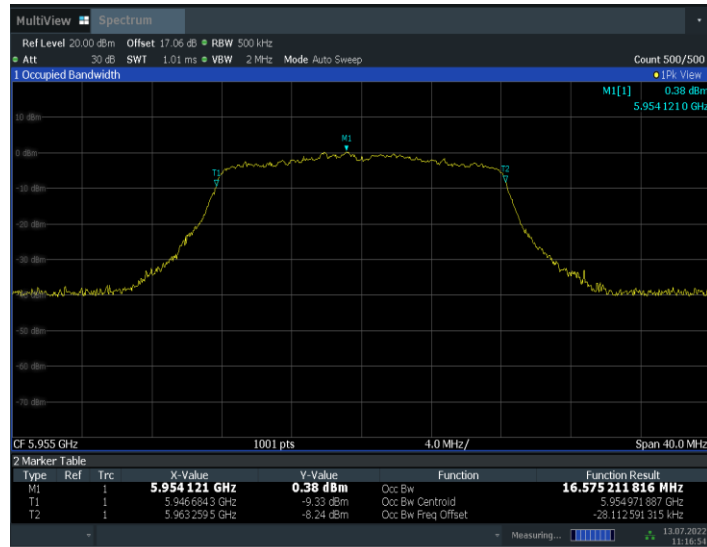 MultiView Spectrum
Ref Level 20.00 dBm Offset 17.06 dB RBW 500 kHz
Att 30 dB SWT 1.01 ms VBW 2 MHz Mode Auto Sweep Count 500/500
1 Occupied Bandwidth 1Pk View
M1[1] 0.38 dBm
5.954 121 0 GHz
10 dBm
M1
0 dBm
T1 T2
-10 dBm
-20 dBm
-30 dBm
-50 dBm
-60 dBm
-70 dBm
CF 5.955 GHz 1001 pts 4.0 MHz/ Span 40.0 MHz
2 Marker Table
Type Ref Trc X-Value Y-Value Function Function Result
M1 1 5.954 121 GHz 0.38 dBm Occ Bw 16.575 211 816 MHz
T1 1 5.946 684 3 GHz -9.33 dBm Occ Bw Centroid 5.954 971 887 GHz
T2 1 5.963 259 5 GHz -8.24 dBm Occ Bw Freq Offset -28.112 591 315 kHz
Measuring... 13.07.2022
11:16:54